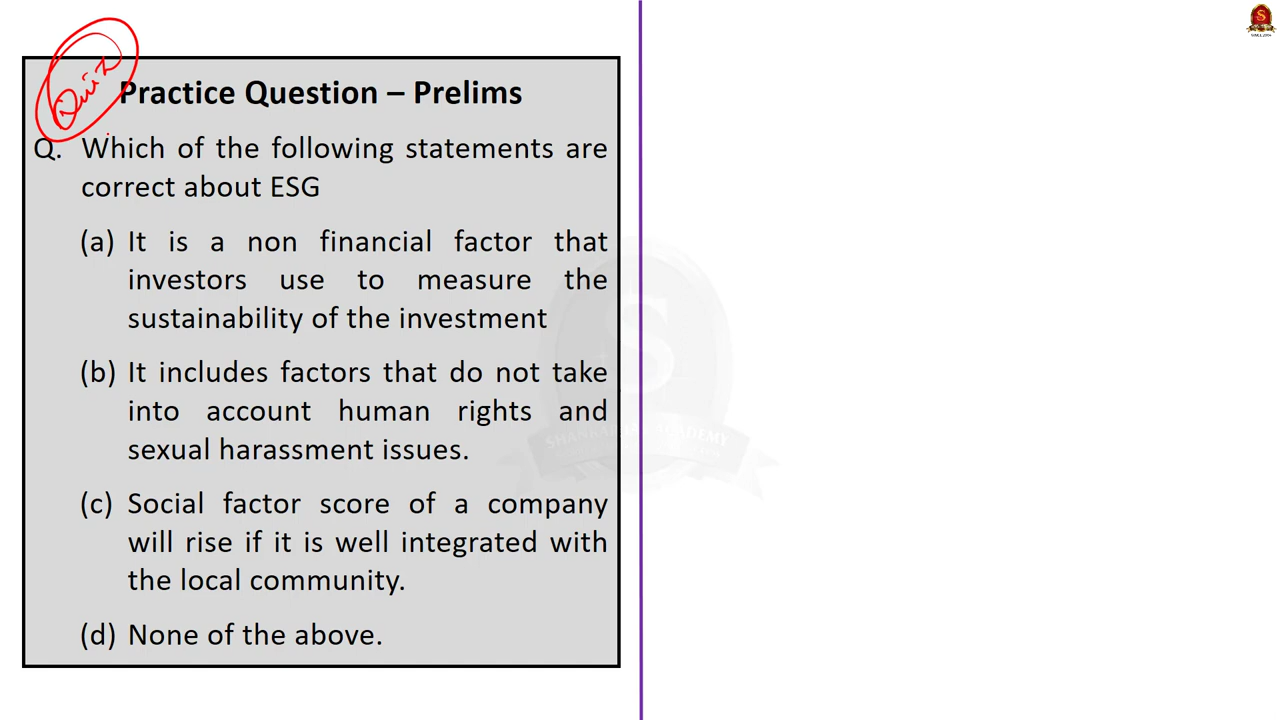 Quiz
Practice Question – Prelims
Q. Which of the following statements are
correct about ESG
(a) It is a non financial factor that
investors use to measure the
sustainability of the investment
(b) It includes factors that do not take
into account human rights and
sexual harassment issues.
(c) Social factor score of a company
will rise if it is well integrated with
the local community.
(d) None of the above.